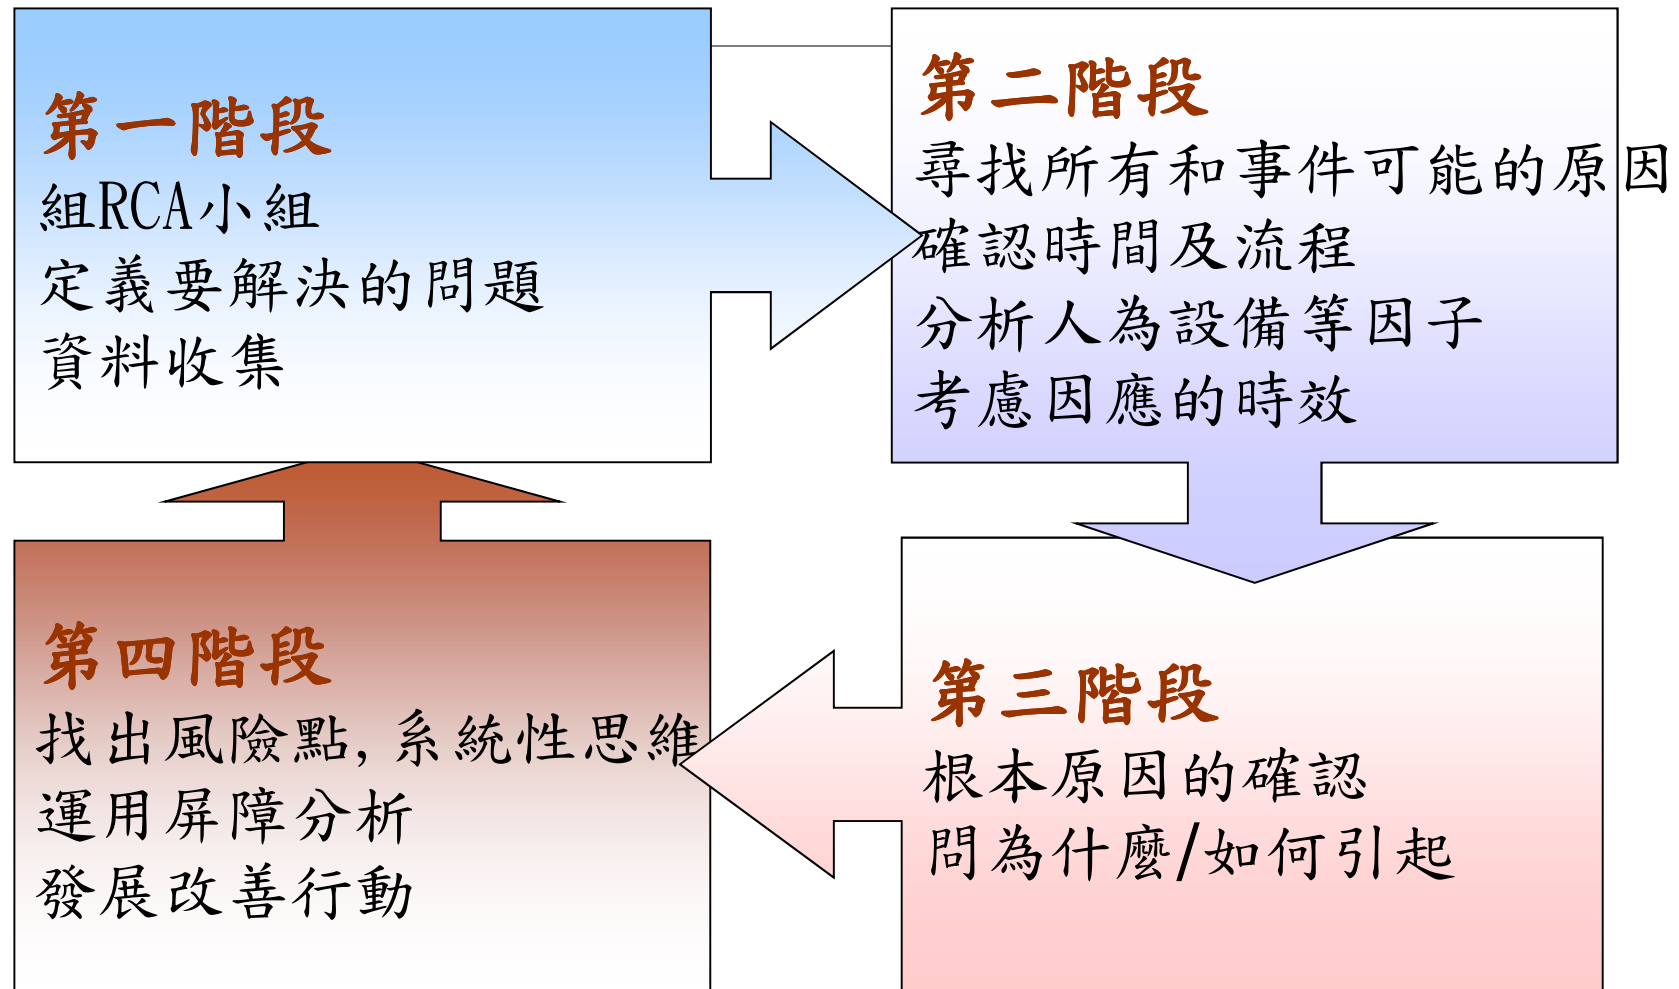 第一階段
組RCA小組
定義要解決的問題
資料收集
第二階段
尋找所有和事件可能的原因
確認時間及流程
分析人為設備等因子
考慮因應的時效
第三階段
根本原因的確認
問為什麼/如何引起
第四階段
找出風險點,系統性思維
運用屏障分析
發展改善行動